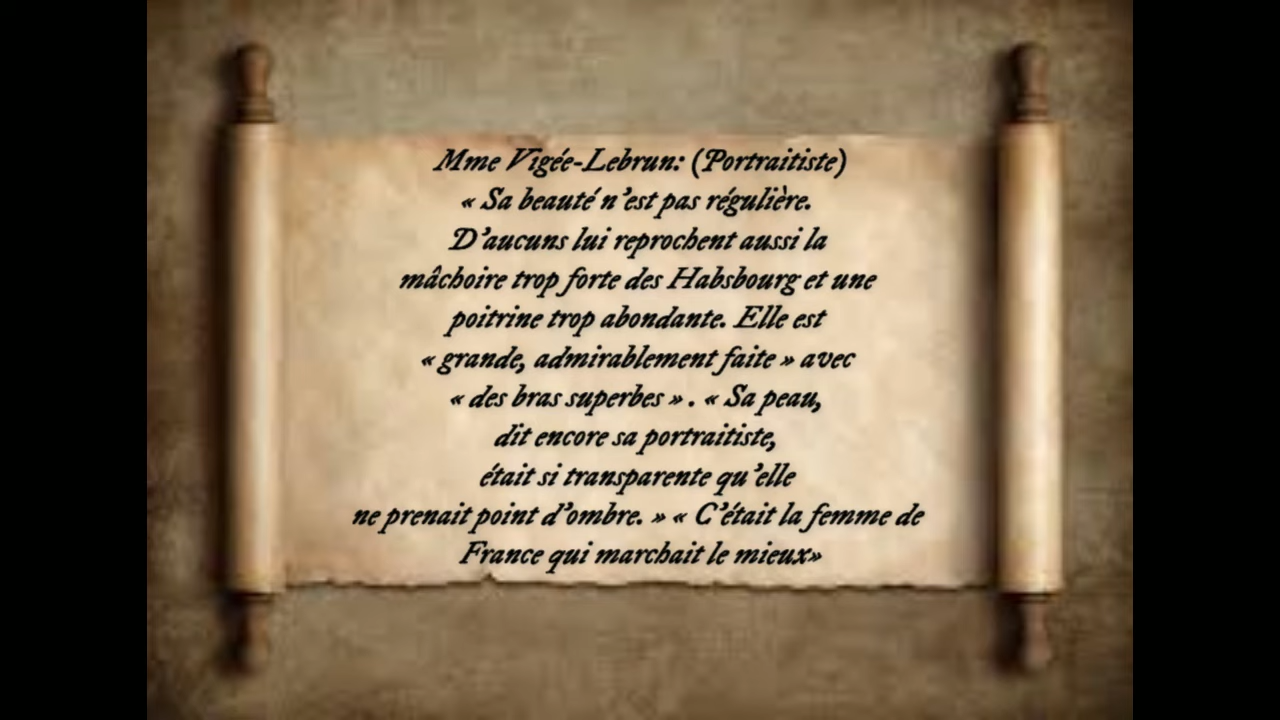 Mme Vigée-Lebrun: (Portraitiste)
« Sa beauté n'est pas régulière.
D'aucuns lui reprochent aussi la
mâchoire trop forte des Habsbourg et une
poitrine trop abondante. Elle est
« grande, admirablement faite » avec
« des bras superbes » . « Sa peau,
dit encore sa portraitiste,
était si transparente qu'elle
ne prenait point d'ombre. » « C'était la femme de
France qui marchait le mieux»